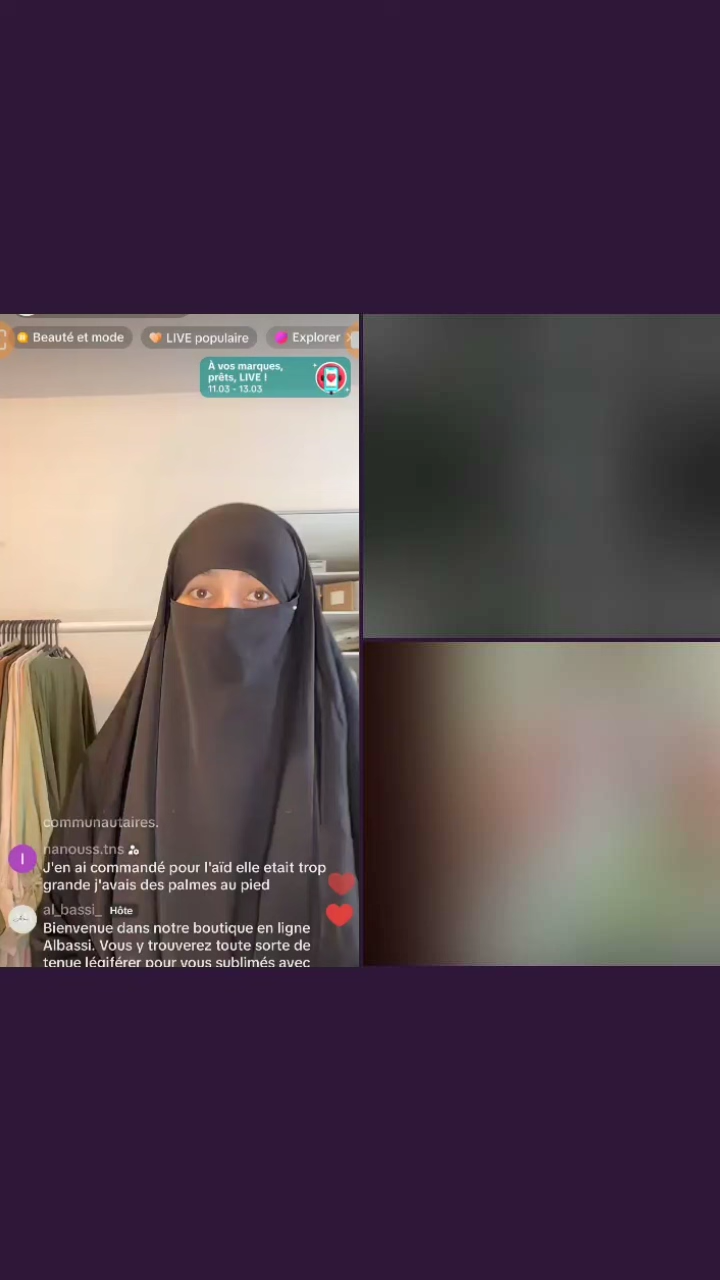 Beauté et mode
LIVE populaire
Explorer
À vos marques,
prêts, LIVE !
11.03 - 13.03
communautaires.
I
nanouss.tns
J'en ai commandé pour l'aïd elle etait trop
grande j'avais des palmes au pied
al_bassi_ Hôte
Bienvenue dans notre boutique en ligne
Albassi. Vous y trouverez toute sorte de
tenue légiférer pour vous sublimés avec